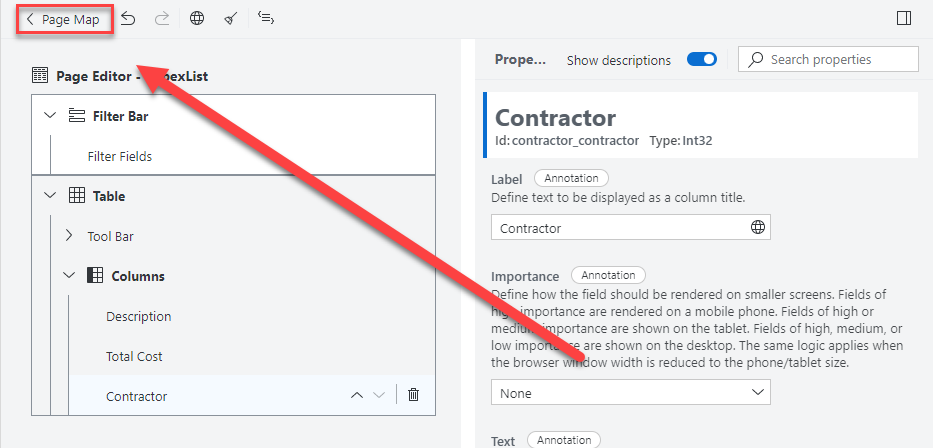 Page Map
Page Editor - exList
Filter Bar
Filter Fields
Table
Tool Bar
Columns
Description
Total Cost
Contractor
Prope...
Show descriptions
Search properties
Contractor
Id: contractor_contractor Type: Int32
Label Annotation
Define text to be displayed as a column title.
Contractor
Importance Annotation
Define how the field should be rendered on smaller screens. Fields of
high importance are rendered on a mobile phone. Fields of high or
medium importance are shown on the tablet. Fields of high, medium, or
low importance are shown on the desktop. The same logic applies when
the browser window width is reduced to the phone/tablet size.
None
Text Annotation